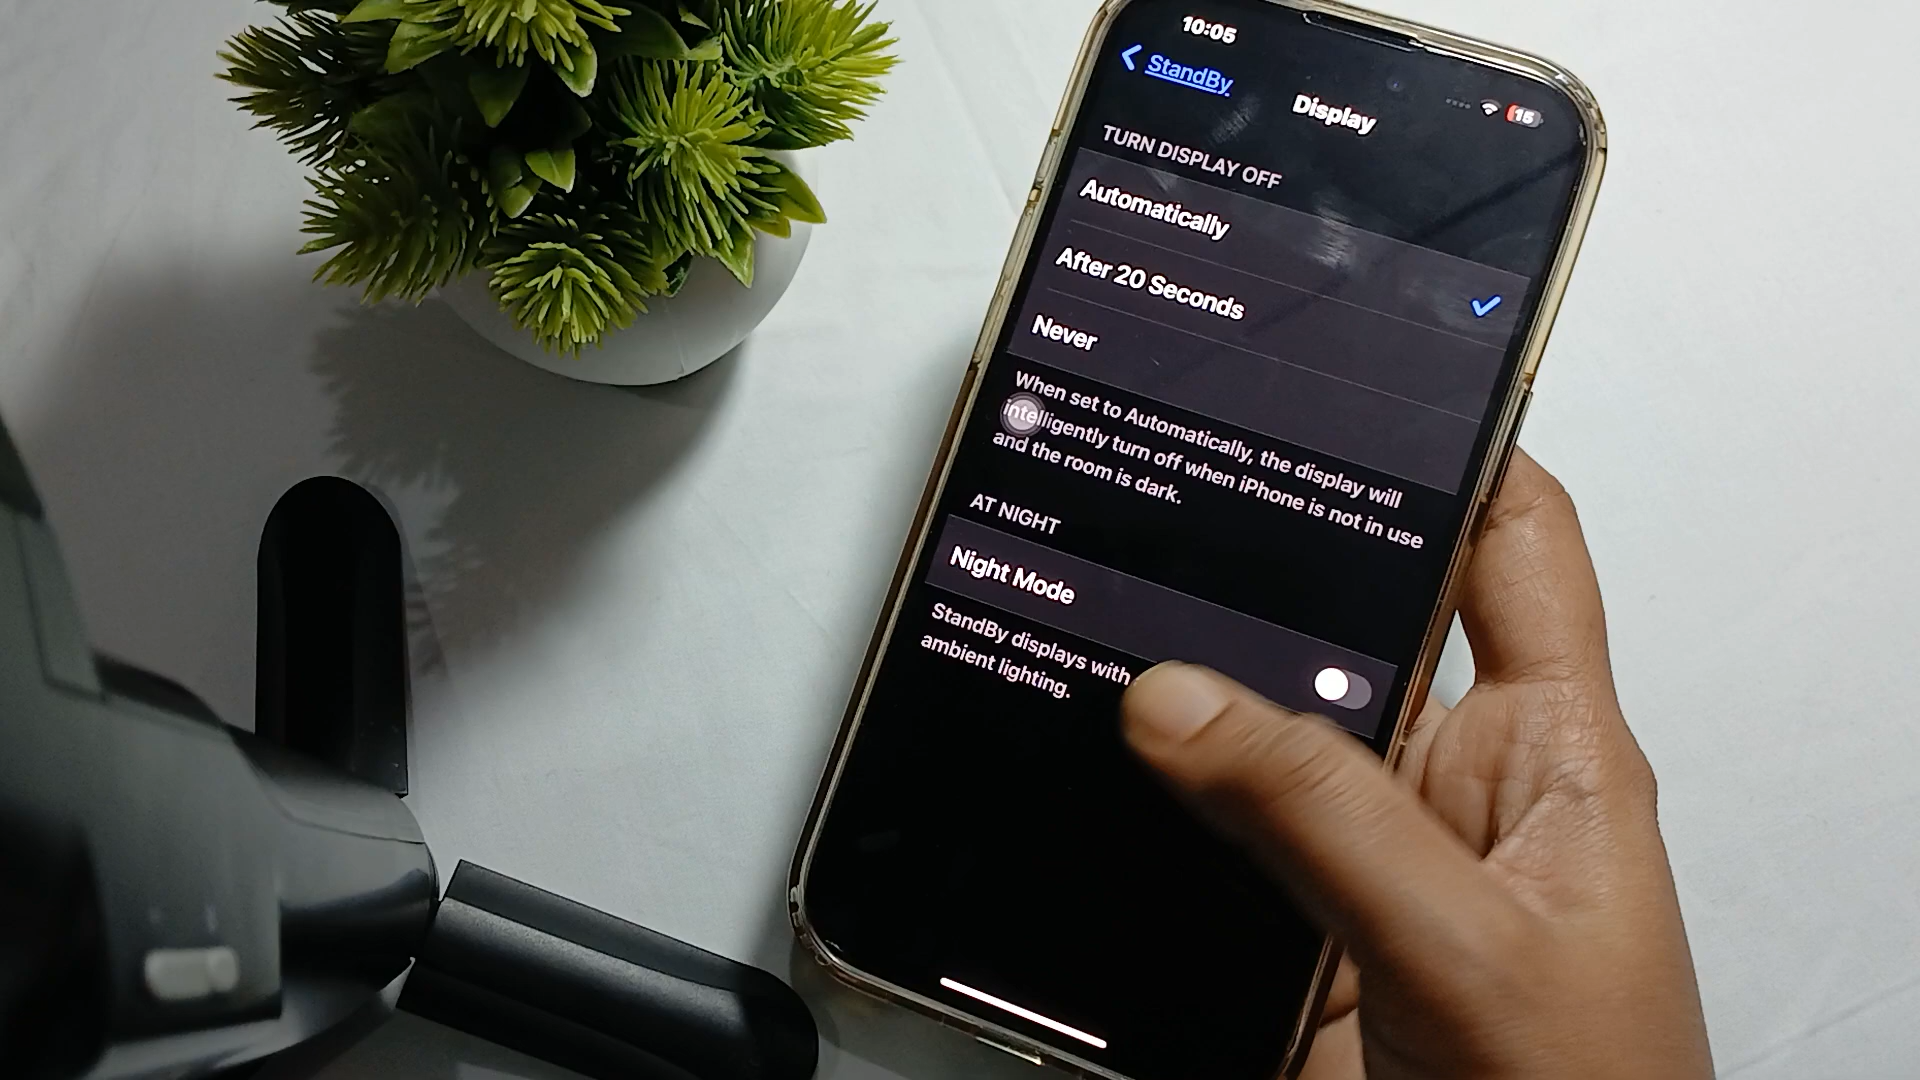 10:05
StandBy
15
Display
TURN DISPLAY OFF
Automatically
After 20 Seconds
Never
When set to Automatically, the display will
intelligently turn off when iPhone is not in use
and the room is dark.
AT NIGHT
Night Mode
StandBy displays with
ambient lighting.